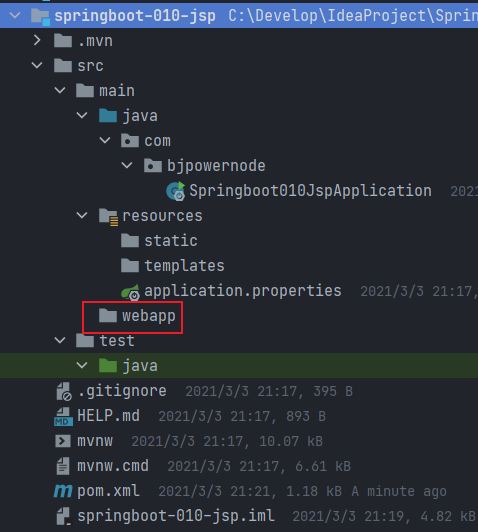 springboot-010-jsp C:\Develop\IdeaProject\Spring
.mvn
src
main
java
com
bjpowernode
Springboot010JspApplication 202
resources
static
templates
application.properties 2021/3/3 21:17,
webapp
test
java
.gitignore 2021/3/3 21:17, 395 B
HELP.md 2021/3/3 21:17, 893 B
mvnw 2021/3/3 21:17, 10.07 kB
mvnw.cmd 2021/3/3 21:17, 6.61 kB
pom.xml 2021/3/3 21:21, 1.18 kB A minute ago
springboot-010-jsp.iml 2021/3/3 21:19, 4.82 kB